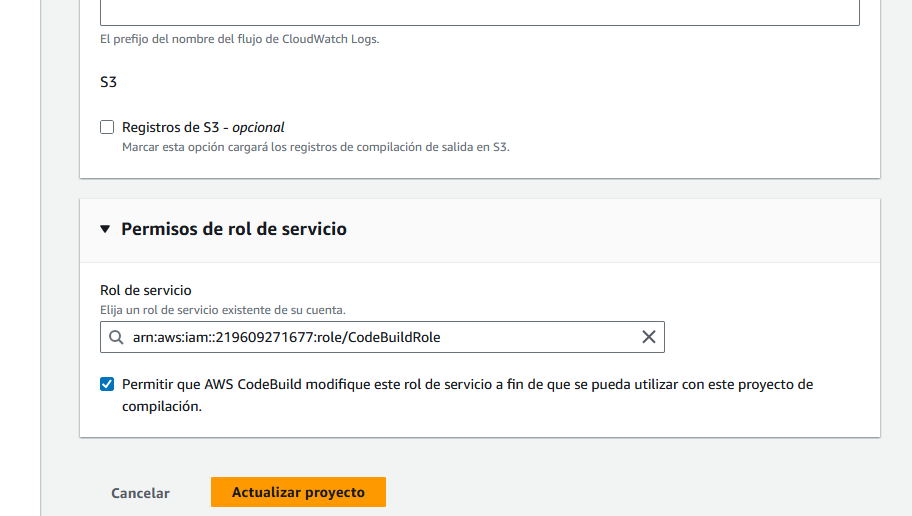 El prefijo del nombre del flujo de CloudWatch Logs.
S3
Registros de S3 - opcional
Marcar esta opción cargará los registros de compilación de salida en S3.
Permisos de rol de servicio
Rol de servicio
Elija un rol de servicio existente de su cuenta.
arn:aws:iam::219609271677:role/CodeBuildRole
Permitir que AWS CodeBuild modifique este rol de servicio a fin de que se pueda utilizar con este proyecto de
compilación.
Cancelar
Actualizar proyecto